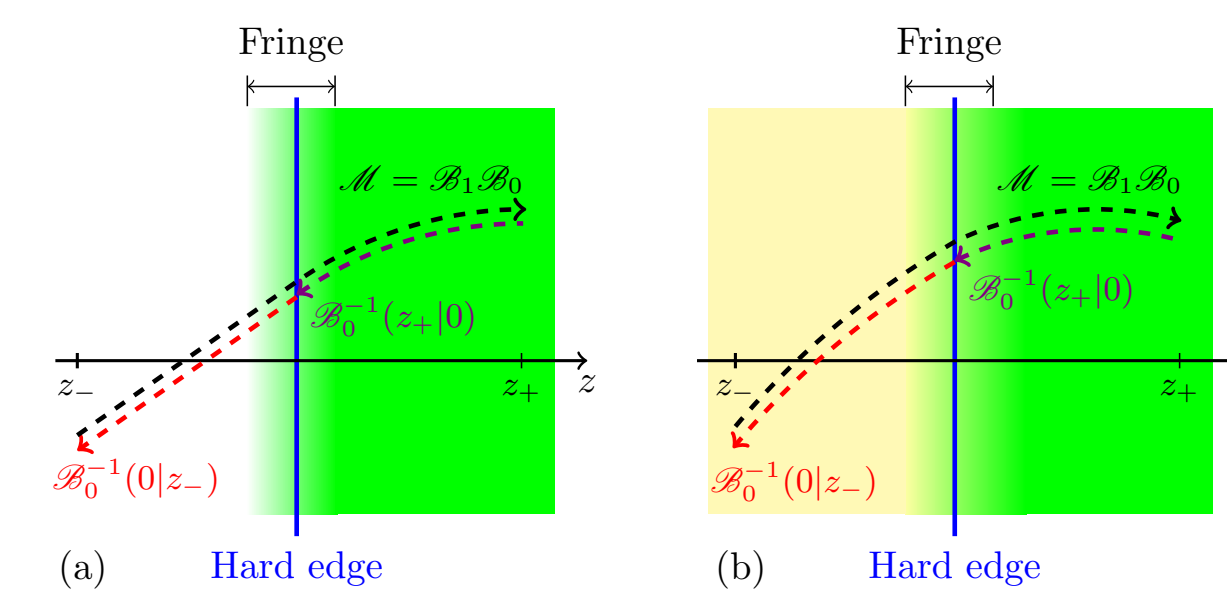 Fringe
ℳ = ℬ₁ℬ₀
ℬ₀⁻¹(z₊|0)
z₋
z₊
z
ℬ₀⁻¹(0|z₋)
(a)
Hard edge
Fringe
ℳ = ℬ₁ℬ₀
ℬ₀⁻¹(z₊|0)
z₋
z₊
ℬ₀⁻¹(0|z₋)
(b)
Hard edge